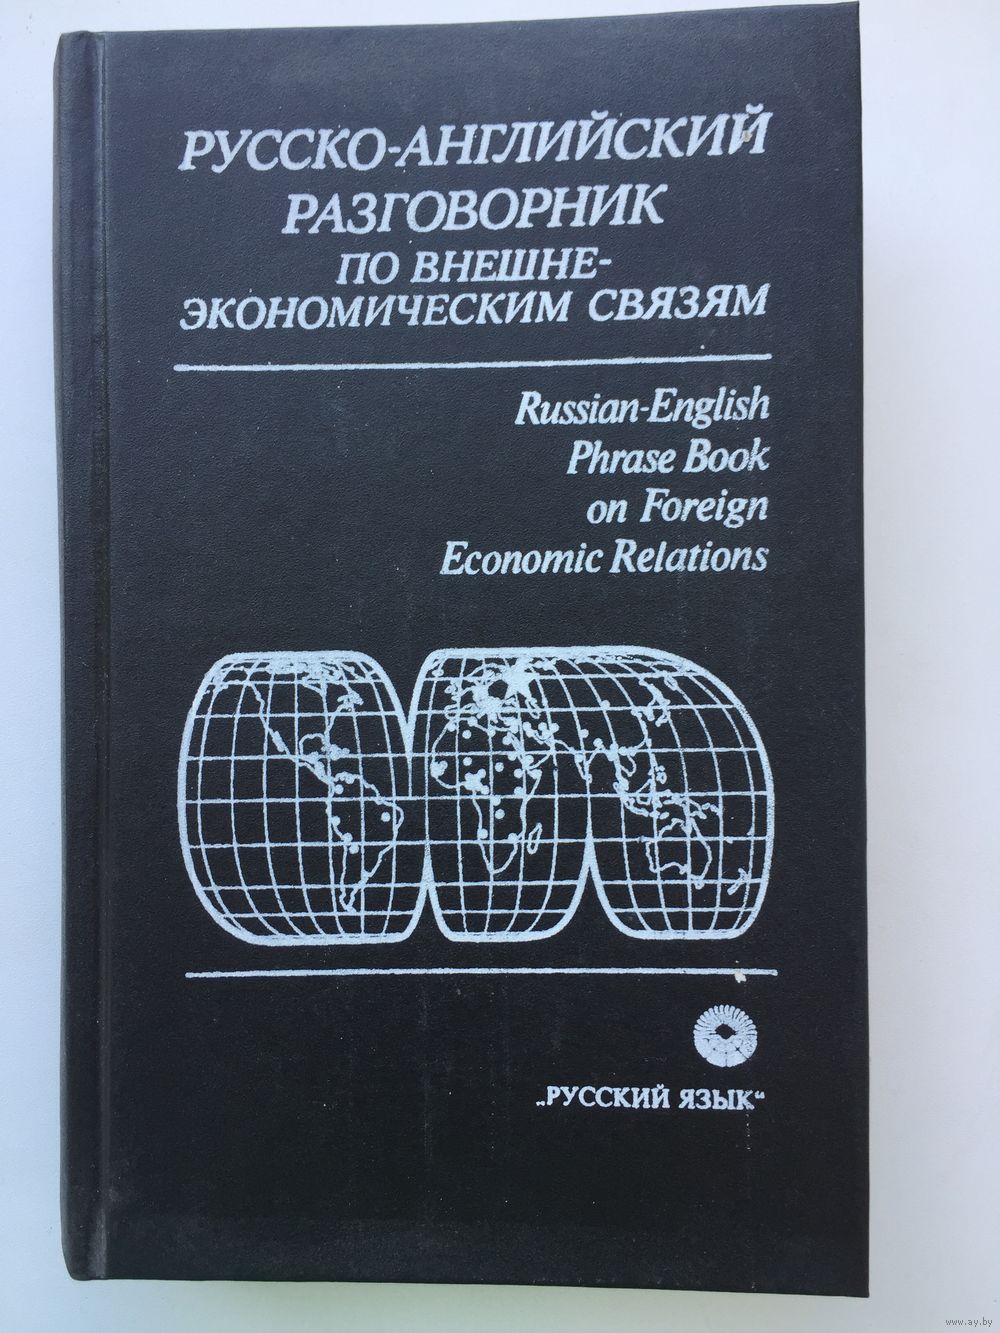 РУССКО-АНГЛИЙСКИЙ
РАЗГОВОРНИК
ПО ВНЕШНЕ-
ЭКОНОМИЧЕСКИМ СВЯЗЯМ
Russian-English
Phrase Book
on Foreign
Economic Relations
„РУССКИЙ ЯЗЫК“
www.ay.by